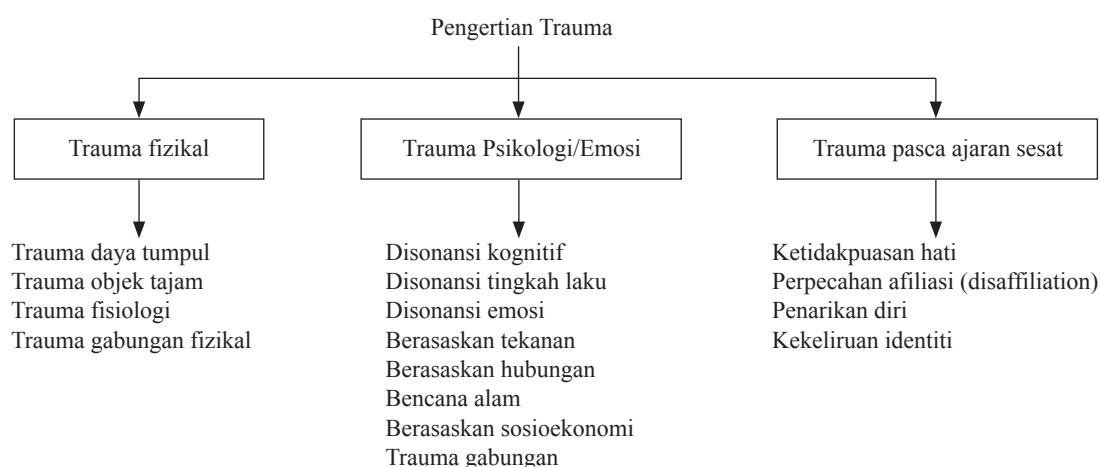 Pengertian Trauma
Trauma fizikal
Trauma daya tumpul
Trauma objek tajam
Trauma fisiologi
Trauma gabungan fizikal
Trauma Psikologi/Emosi
Disonansi kognitif
Disonansi tingkah laku
Disonansi emosi
Berasaskan tekanan
Berasaskan hubungan
Bencana alam
Berasaskan sosioekonomi
Trauma gabungan
Trauma pasca ajaran sesat
Ketidakpuasan hati
Perpecahan afiliasi (disaffiliation)
Penarikan diri
Kekeliruan identiti